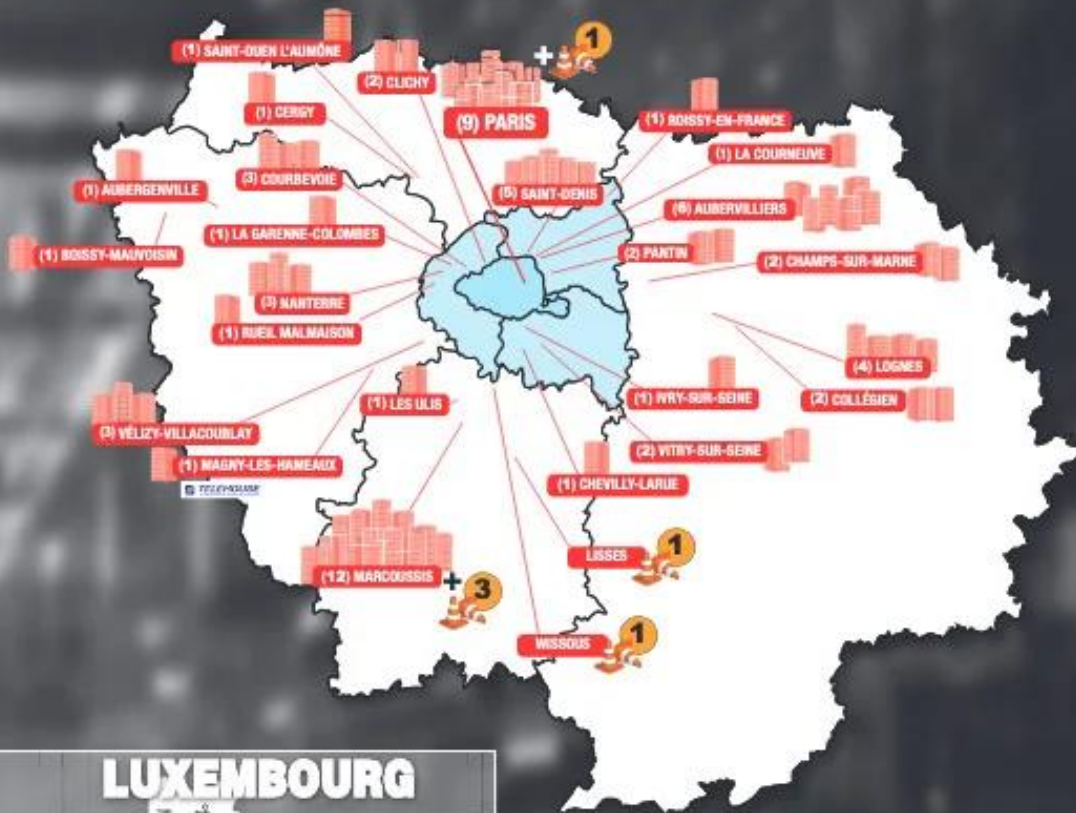 (1) SAINT-OUEN L'AUMÔNE
1
(2) CLICHY
+
(1) CERGY
(9) PARIS
(1) ROISSY-EN-FRANCE
(1) LA COURNEUVE
(3) COURBEVOIE
(5) SAINT-DENIS
(1) AUBERGENVILLE
(6) AUBERVILLIERS
(1) LA GARENNE-COLOMBES
(1) BOISSY-MAUVOISIN
(2) PANTIN
(2) CHAMPS-SUR-MARNE
(3) NANTERRE
(1) RUEIL MALMAISON
(4) LOGNES
(1) LES ULIS
(1) IVRY-SUR-SEINE
(2) COLLÉGIEN
(3) VÉLIZY-VILLACOUBLAY
(2) VITRY-SUR-SEINE
(1) MAGNY-LES-HAMEAUX
TELEHOUSE
(1) CHEVILLY-LARUE
LISSES
1
(12) MARCOUSSIS
+
3
WISSOUS
1
LUXEMBOURG